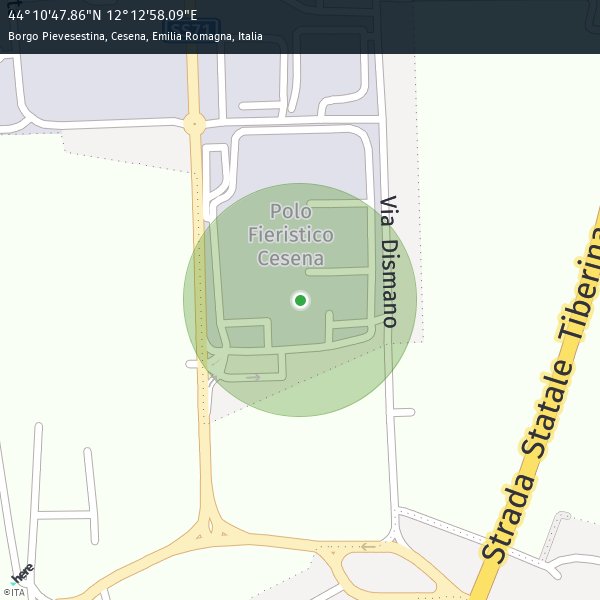 44°10'47.86"N 12°12'58.09"E
Borgo Pievesestina, Cesena, Emilia Romagna, Italia
SS71
Polo
Fieristico
Cesena
Via Dismano
Strada Statale Tiberina
here
©ITA